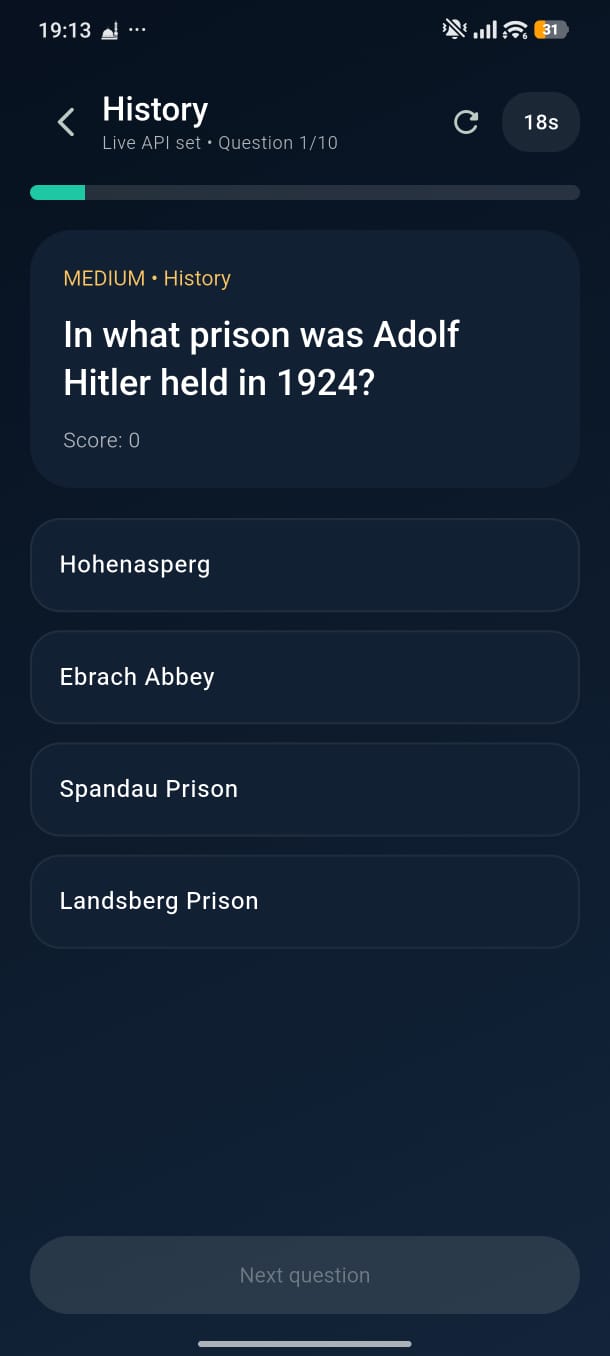 19:13 ...
31
History
18s
Live API set • Question 1/10
MEDIUM • History
In what prison was Adolf
Hitler held in 1924?
Score: 0
Hohenasperg
Ebrach Abbey
Spandau Prison
Landsberg Prison
Next question